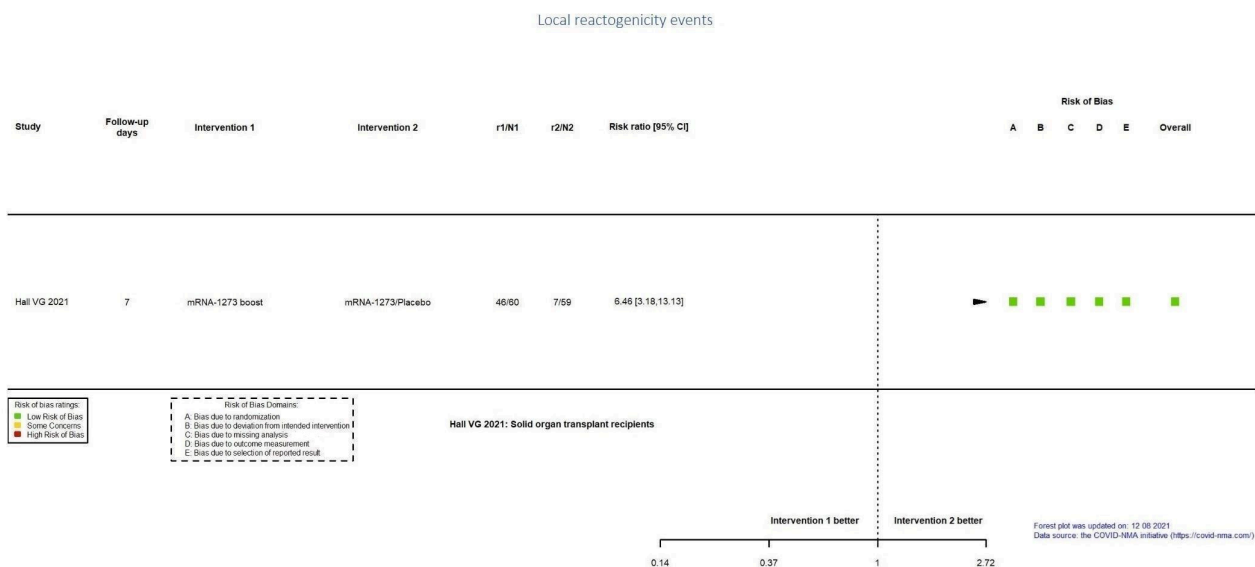 Local reactogenicity events
Risk of Bias
Study Follow-up days Intervention 1 Intervention 2 r1/N1 r2/N2 Risk ratio [95% CI] A B C D E Overall
Hall VG 2021 7 mRNA-1273 boost mRNA-1273/Placebo 46/60 7/59 6.46 [3.18,13.13]
Risk of bias ratings:
Low Risk of Bias
Some Concerns
High Risk of Bias
Risk of Bias Domains:
A: Bias due to randomization
B: Bias due to deviation from intended intervention
C: Bias due to missing analysis
D: Bias due to outcome measurement
E: Bias due to selection of reported result
Hall VG 2021: Solid organ transplant recipients
Intervention 1 better Intervention 2 better
0.14 0.37 1 2.72
Forest plot was updated on: 12 08 2021
Data source: the COVID-NMA initiative (https://covid-nma.com/)